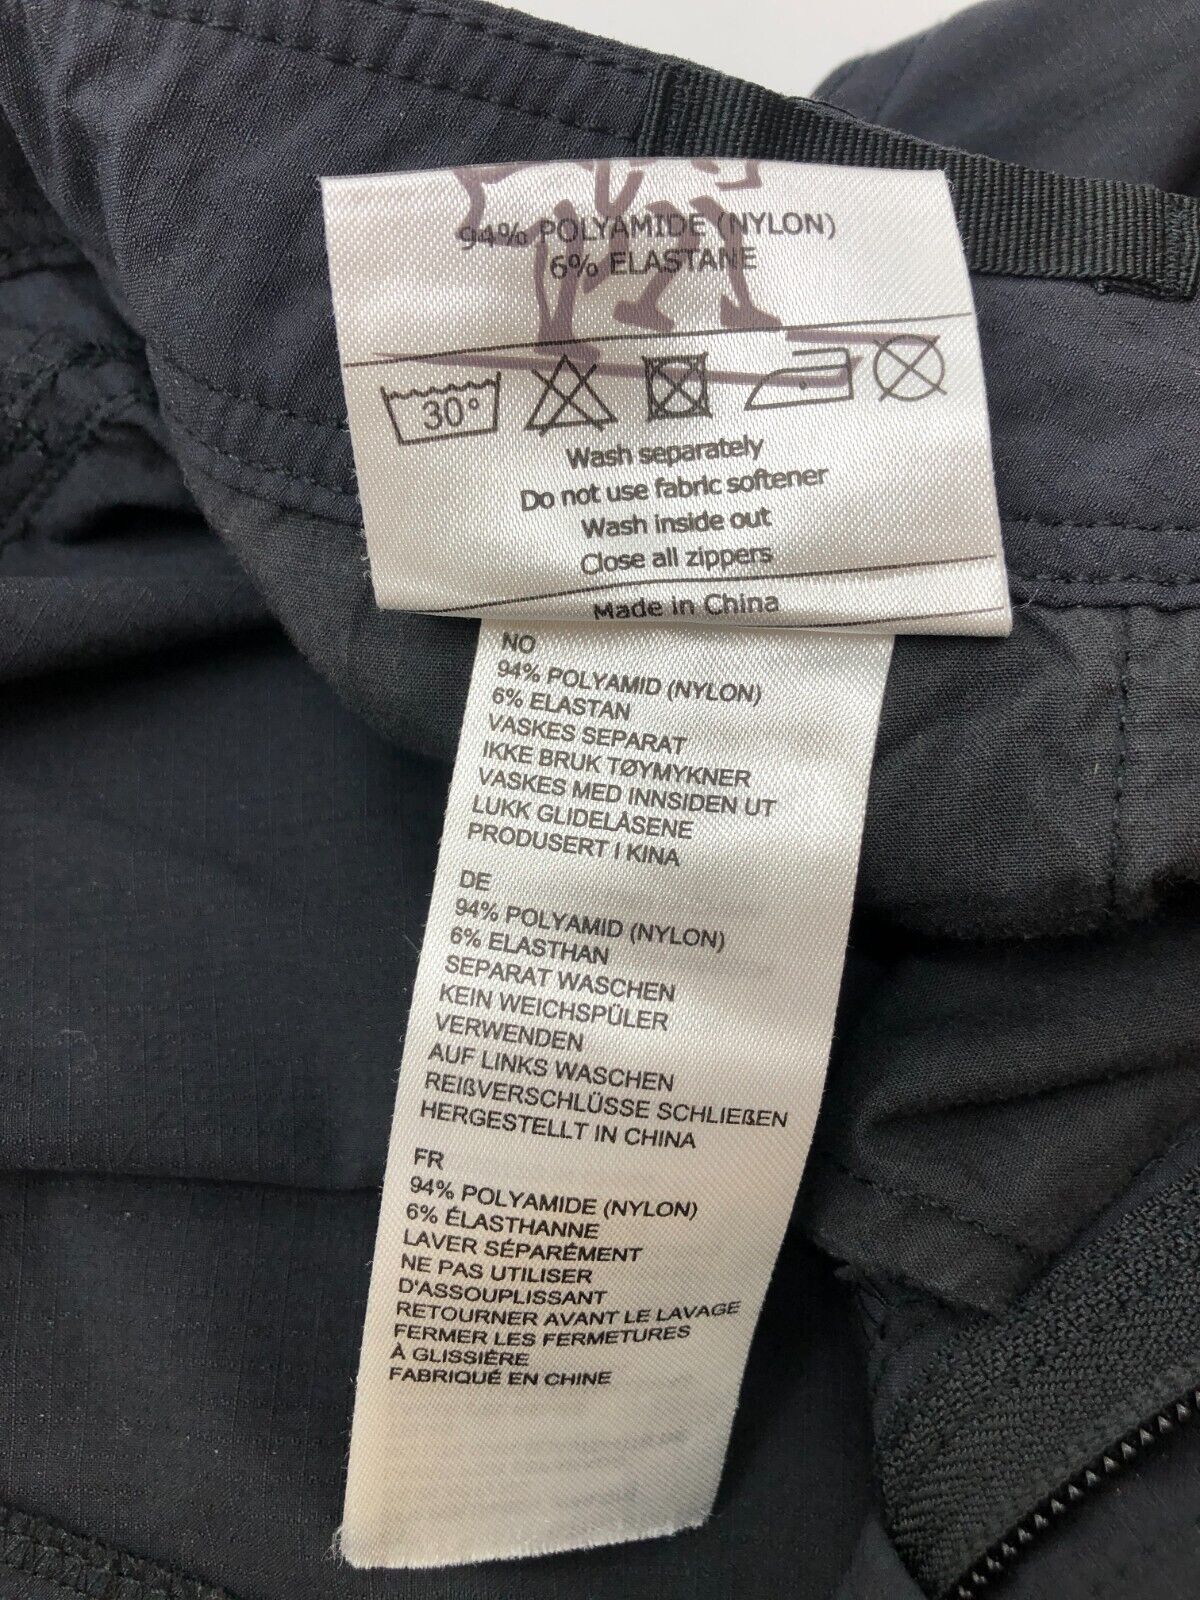 94% POLYAMIDE (NYLON)
6% ELASTANE
30°
Wash separately
Do not use fabric softener
Wash inside out
Close all zippers
Made in China
NO
94% POLYAMID (NYLON)
6% ELASTAN
VASKES SEPARAT
IKKE BRUK TØYMYKNER
VASKES MED INNSIDEN UT
LUKK GLIDELÅSENE
PRODUSERT I KINA
DE
94% POLYAMID (NYLON)
6% ELASTHAN
SEPARAT WASCHEN
KEIN WEICHSPÜLER
VERWENDEN
AUF LINKS WASCHEN
REIßVERSCHLÜSSE SCHLIEßEN
HERGESTELLT IN CHINA
FR
94% POLYAMIDE (NYLON)
6% ÉLASTHANNE
LAVER SÉPARÉMENT
NE PAS UTILISER
D'ASSOUPLISSANT
RETOURNER AVANT LE LAVAGE
FERMER LES FERMETURES
À GLISSIÈRE
FABRIQUÉ EN CHINE